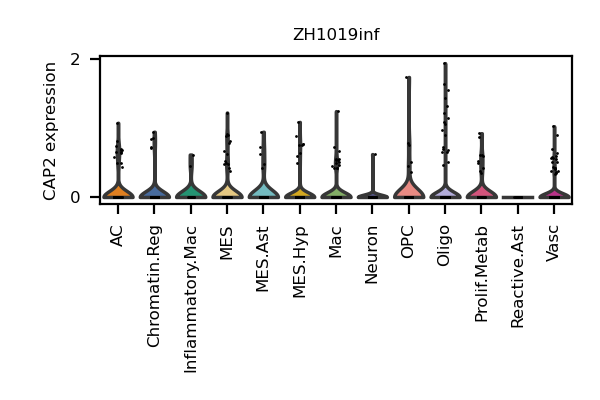 ZH1019inf
CAP2 expression
2
0
AC
Chromatin.Reg
Inflammatory.Mac
MES
MES.Ast
MES.Hyp
Mac
Neuron
OPC
Oligo
Prolif.Metab
Reactive.Ast
Vasc